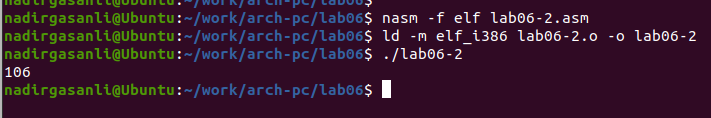 nadirgasanli@Ubuntu:~/work/arch-pc/lab06$ nasm -f elf lab06-2.asm
nadirgasanli@Ubuntu:~/work/arch-pc/lab06$ ld -m elf_i386 lab06-2.o -o lab06-2
nadirgasanli@Ubuntu:~/work/arch-pc/lab06$ ./lab06-2
106
nadirgasanli@Ubuntu:~/work/arch-pc/lab06$